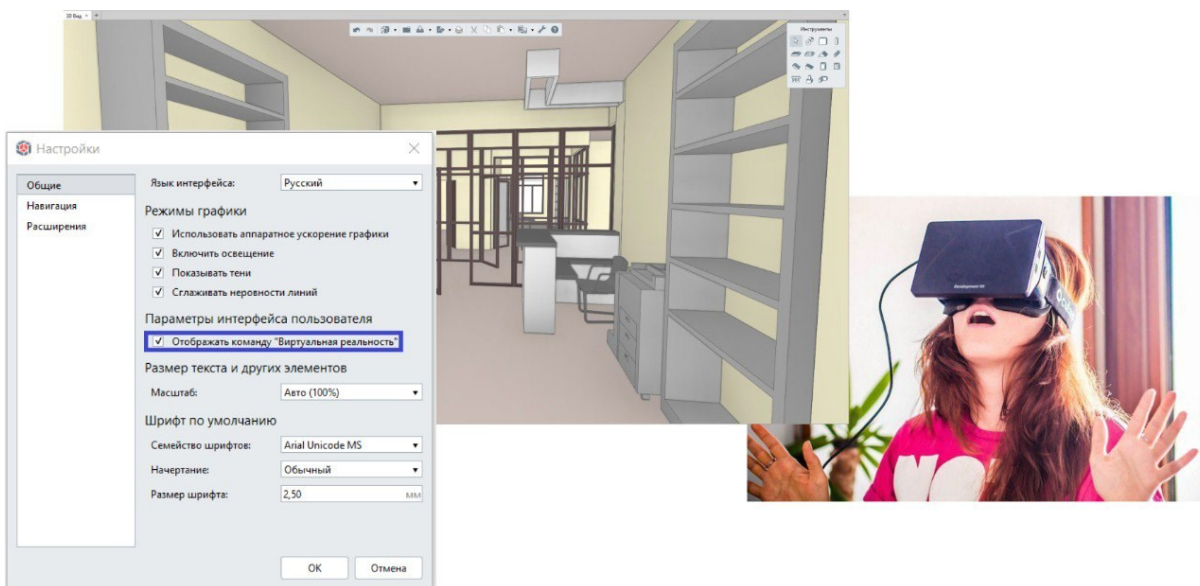 3D Вид
Инструменты
Настройки
Общие
Навигация
Расширения
Язык интерфейса: Русский
Режимы графики
Использовать аппаратное ускорение графики
Включить освещение
Показывать тени
Сглаживать неровности линий
Параметры интерфейса пользователя
Отображать команду "Виртуальная реальность"
Размер текста и других элементов
Масштаб: Авто (100%)
Шрифт по умолчанию
Семейство шрифтов: Arial Unicode MS
Начертание: Обычный
Размер шрифта: 2,50 мм
OK Отмена